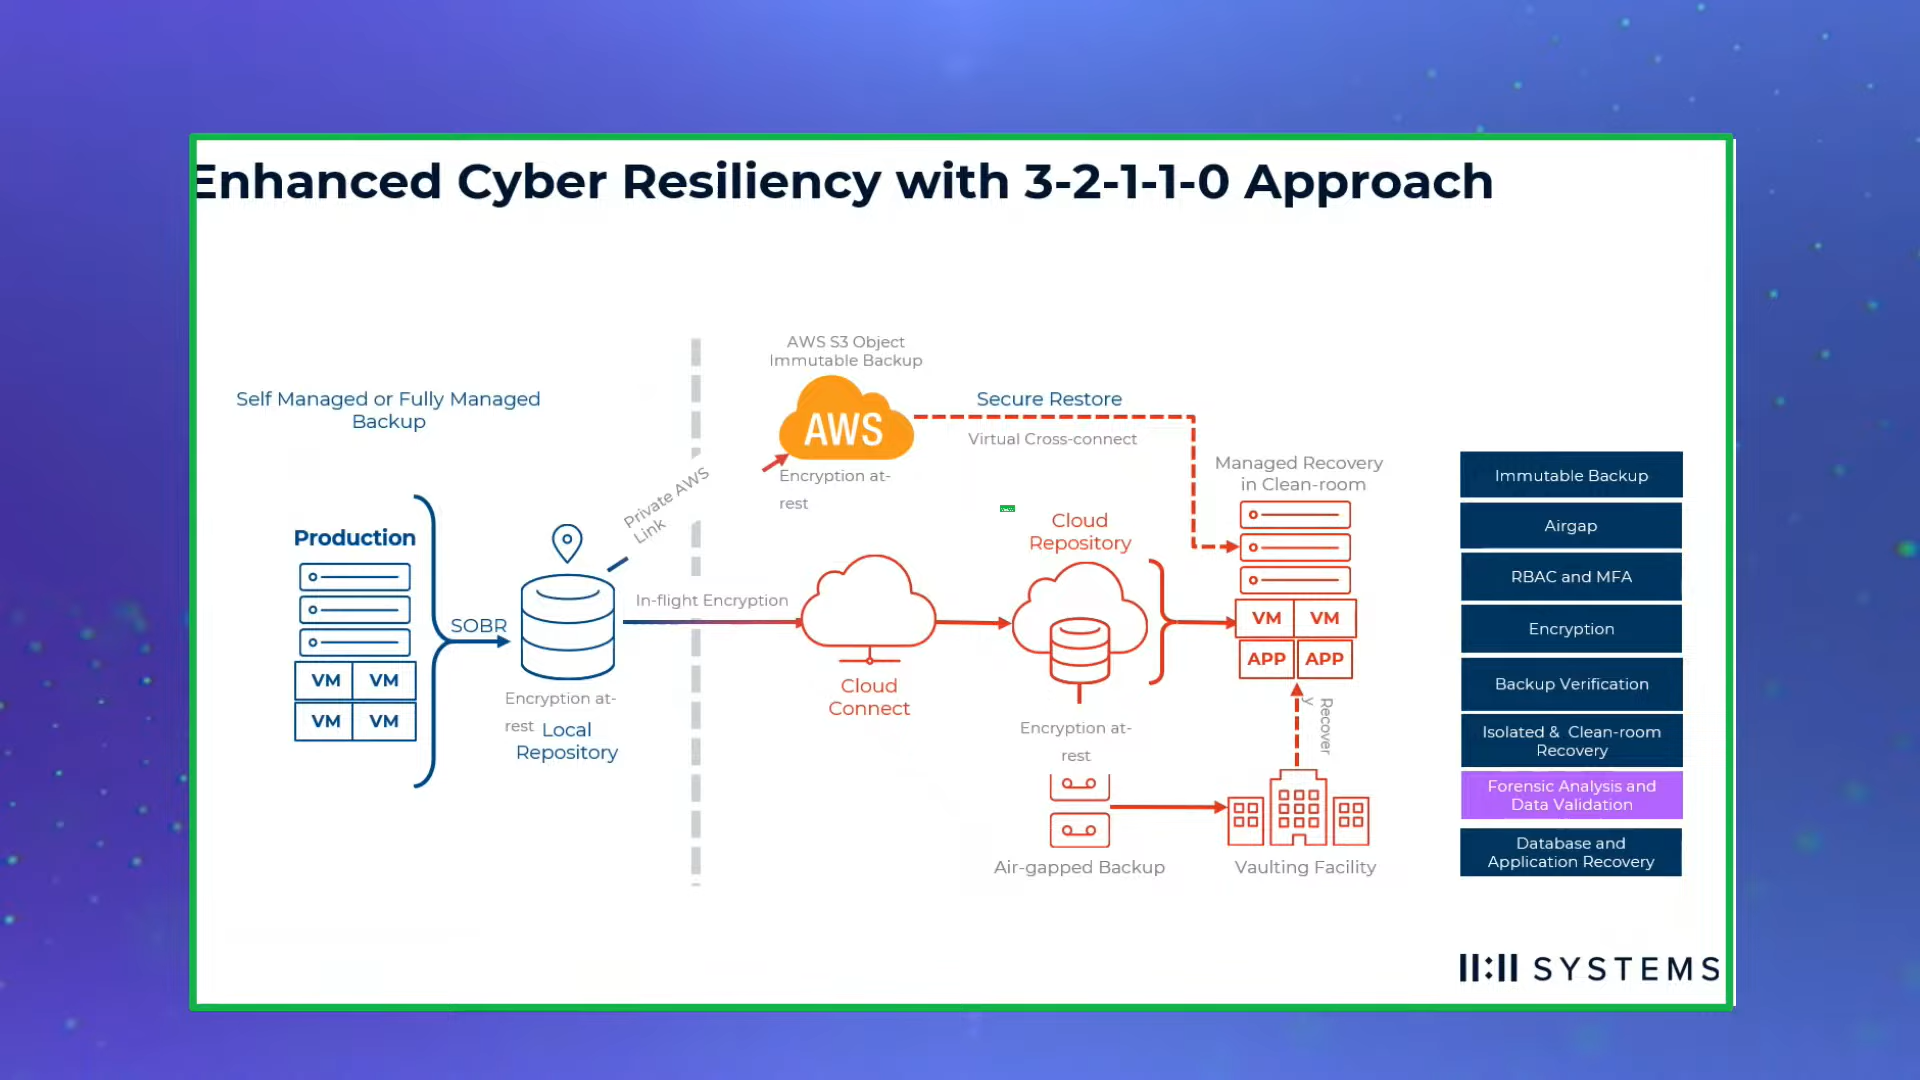 Enhanced Cyber Resiliency with 3-2-1-1-0 Approach
Self Managed or Fully Managed
Backup
Production
VM VM
VM VM
SOBR
Encryption at-
rest
Local
Repository
Private AWS
Link
In-flight Encryption
AWS S3 Object
Immutable Backup
AWS
Encryption at-
rest
Secure Restore
Virtual Cross-connect
Cloud
Connect
Cloud
Repository
Encryption at-
rest
Air-gapped Backup
Managed Recovery
in Clean-room
VM VM
APP APP
Recover
y
Vaulting Facility
Immutable Backup
Airgap
RBAC and MFA
Encryption
Backup Verification
Isolated & Clean-room
Recovery
Forensic Analysis and
Data Validation
Database and
Application Recovery
11:11 SYSTEMS